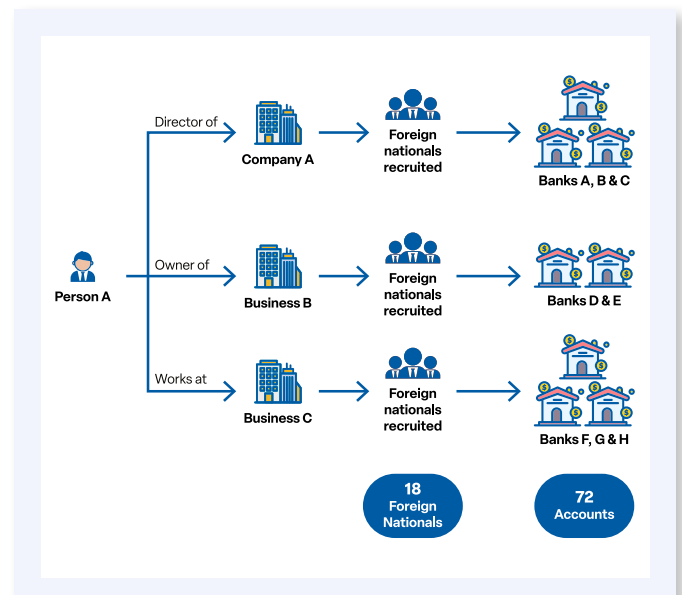 Director of
Company A
Foreign
nationals
recruited
Banks A, B & C
Person A
Owner of
Business B
Foreign
nationals
recruited
Banks D & E
Works at
Business C
Foreign
nationals
recruited
Banks F, G & H
18
Foreign
Nationals
72
Accounts